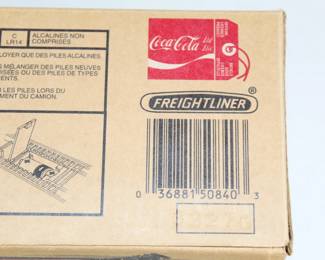 C
LR14
ALCALINES NON
COMPRISES
LOYER QUE DES PILES ALCALINES
MÉLANGER DES PILES NEUVES
ISÉES OU DES PILES DE TYPES
ENTS.
LES PILES LORS DU
MENT DU CAMION.
Coca-Cola
FREIGHTLINER®
0 36881 50840 3